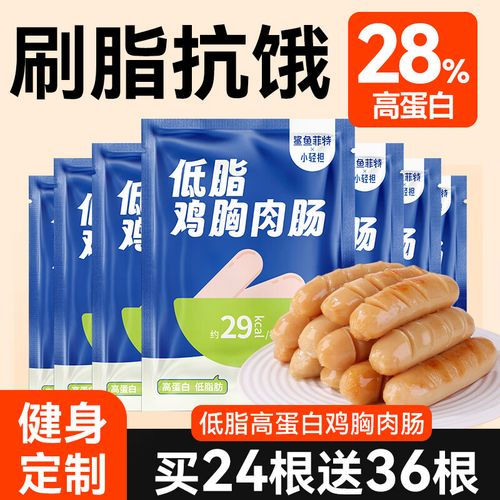 刷脂抗饿
28%
高蛋白
鲨鱼菲特
×
小轻担
低脂
鸡胸肉肠
约29kcal/
高蛋白 低脂肪
健身
定制
低脂高蛋白鸡胸肉肠
买24根送36根